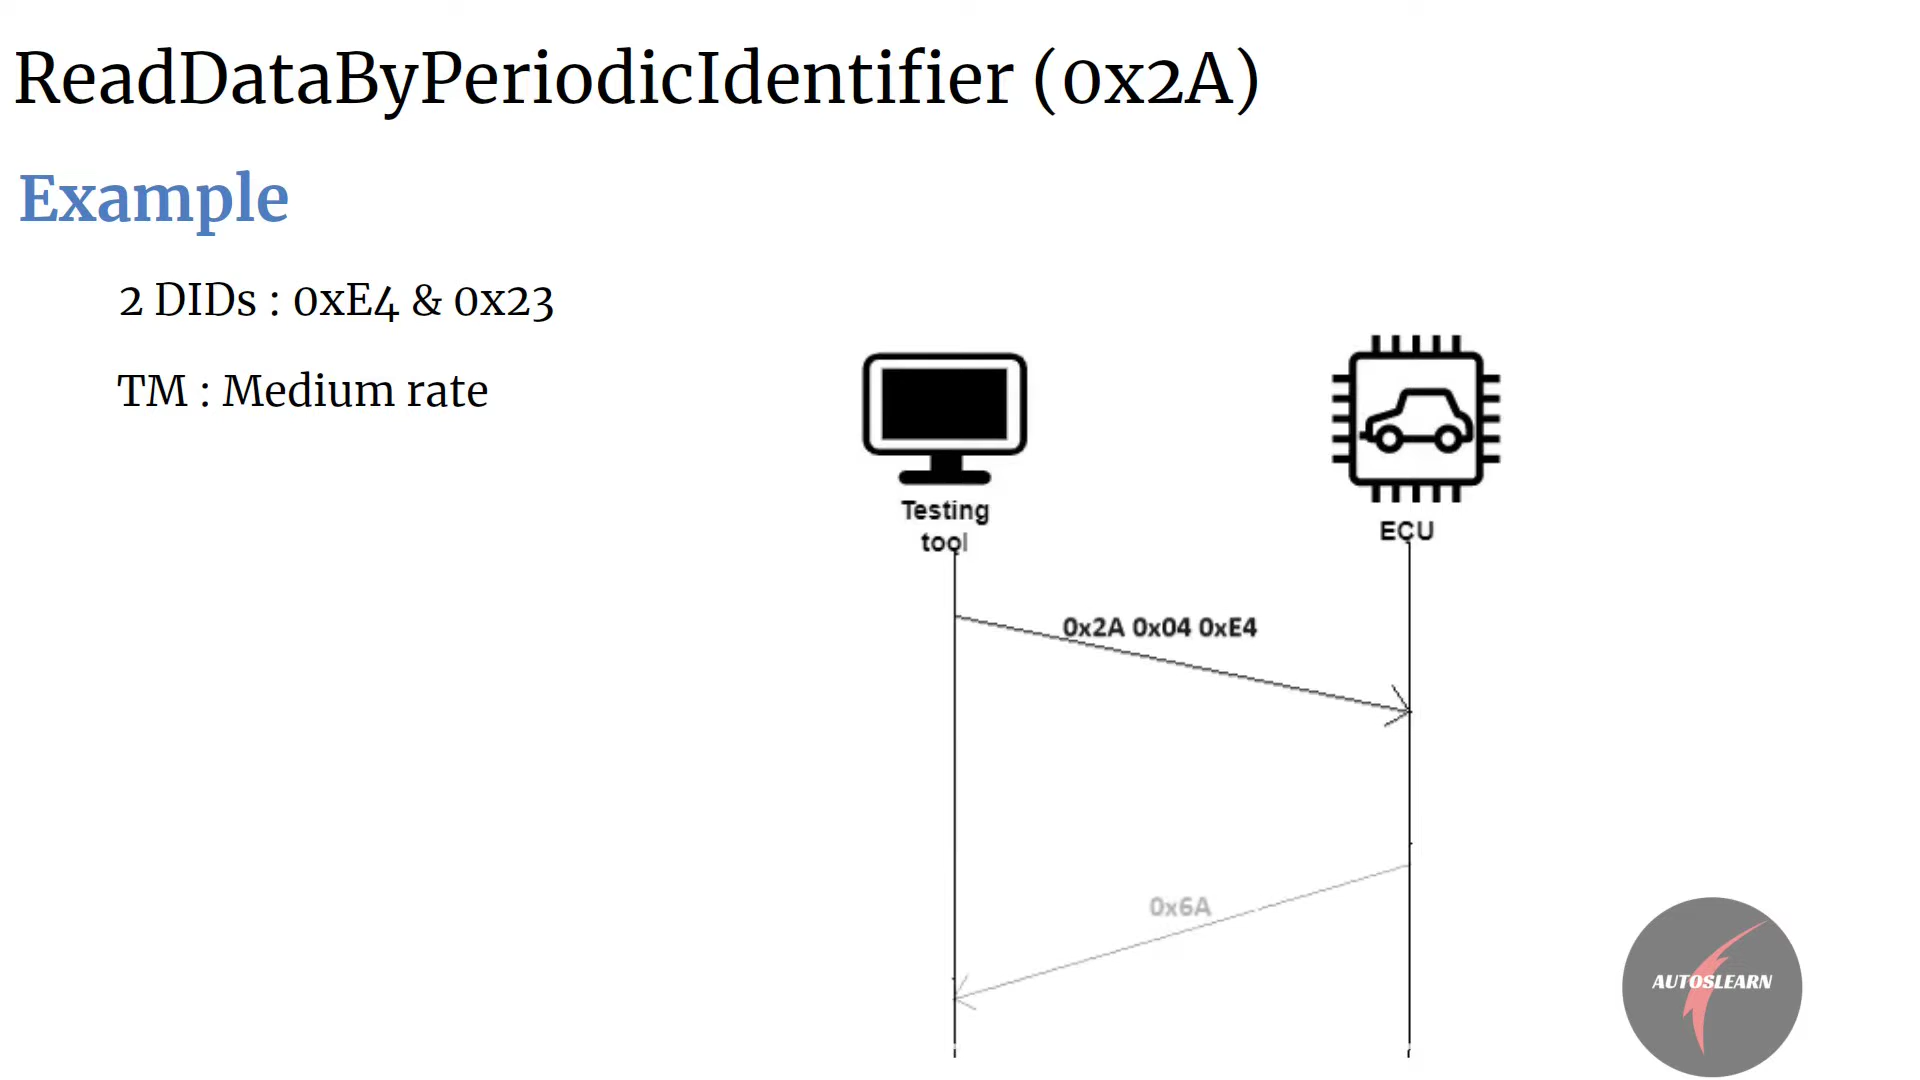 ReadDataByPeriodicIdentifier (0x2A)
Example
2 DIDs : 0xE4 & 0x23
TM : Medium rate
Testing
tool
ECU
0x2A 0x04 0xE4
0x6A
AUTOSLEARN